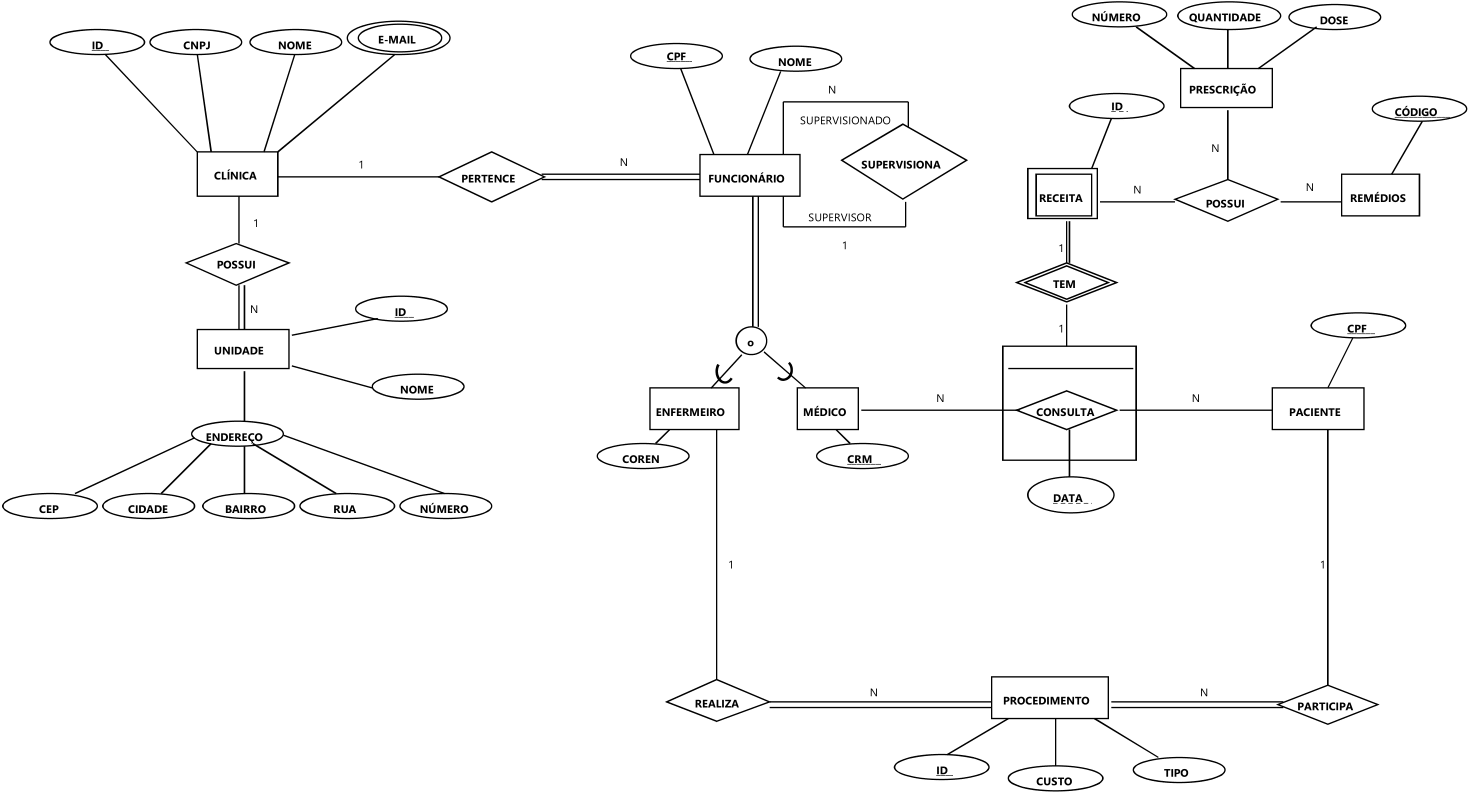 ID
CNPJ
NOME
E-MAIL
CLÍNICA
1
PERTENCE
N
1
POSSUI
N
UNIDADE
ID
NOME
ENDEREÇO
CEP
CIDADE
BAIRRO
RUA
NÚMERO
CPF
NOME
FUNCIONÁRIO
N
SUPERVISIONADO
SUPERVISIONA
SUPERVISOR
1
o
ENFERMEIRO
MÉDICO
COREN
CRM
NÚMERO
QUANTIDADE
DOSE
PRESCRIÇÃO
ID
CÓDIGO
N
RECEITA
N
POSSUI
N
REMÉDIOS
1
TEM
1
CPF
N
CONSULTA
N
PACIENTE
DATA
1
1
REALIZA
N
PROCEDIMENTO
N
PARTICIPA
ID
CUSTO
TIPO